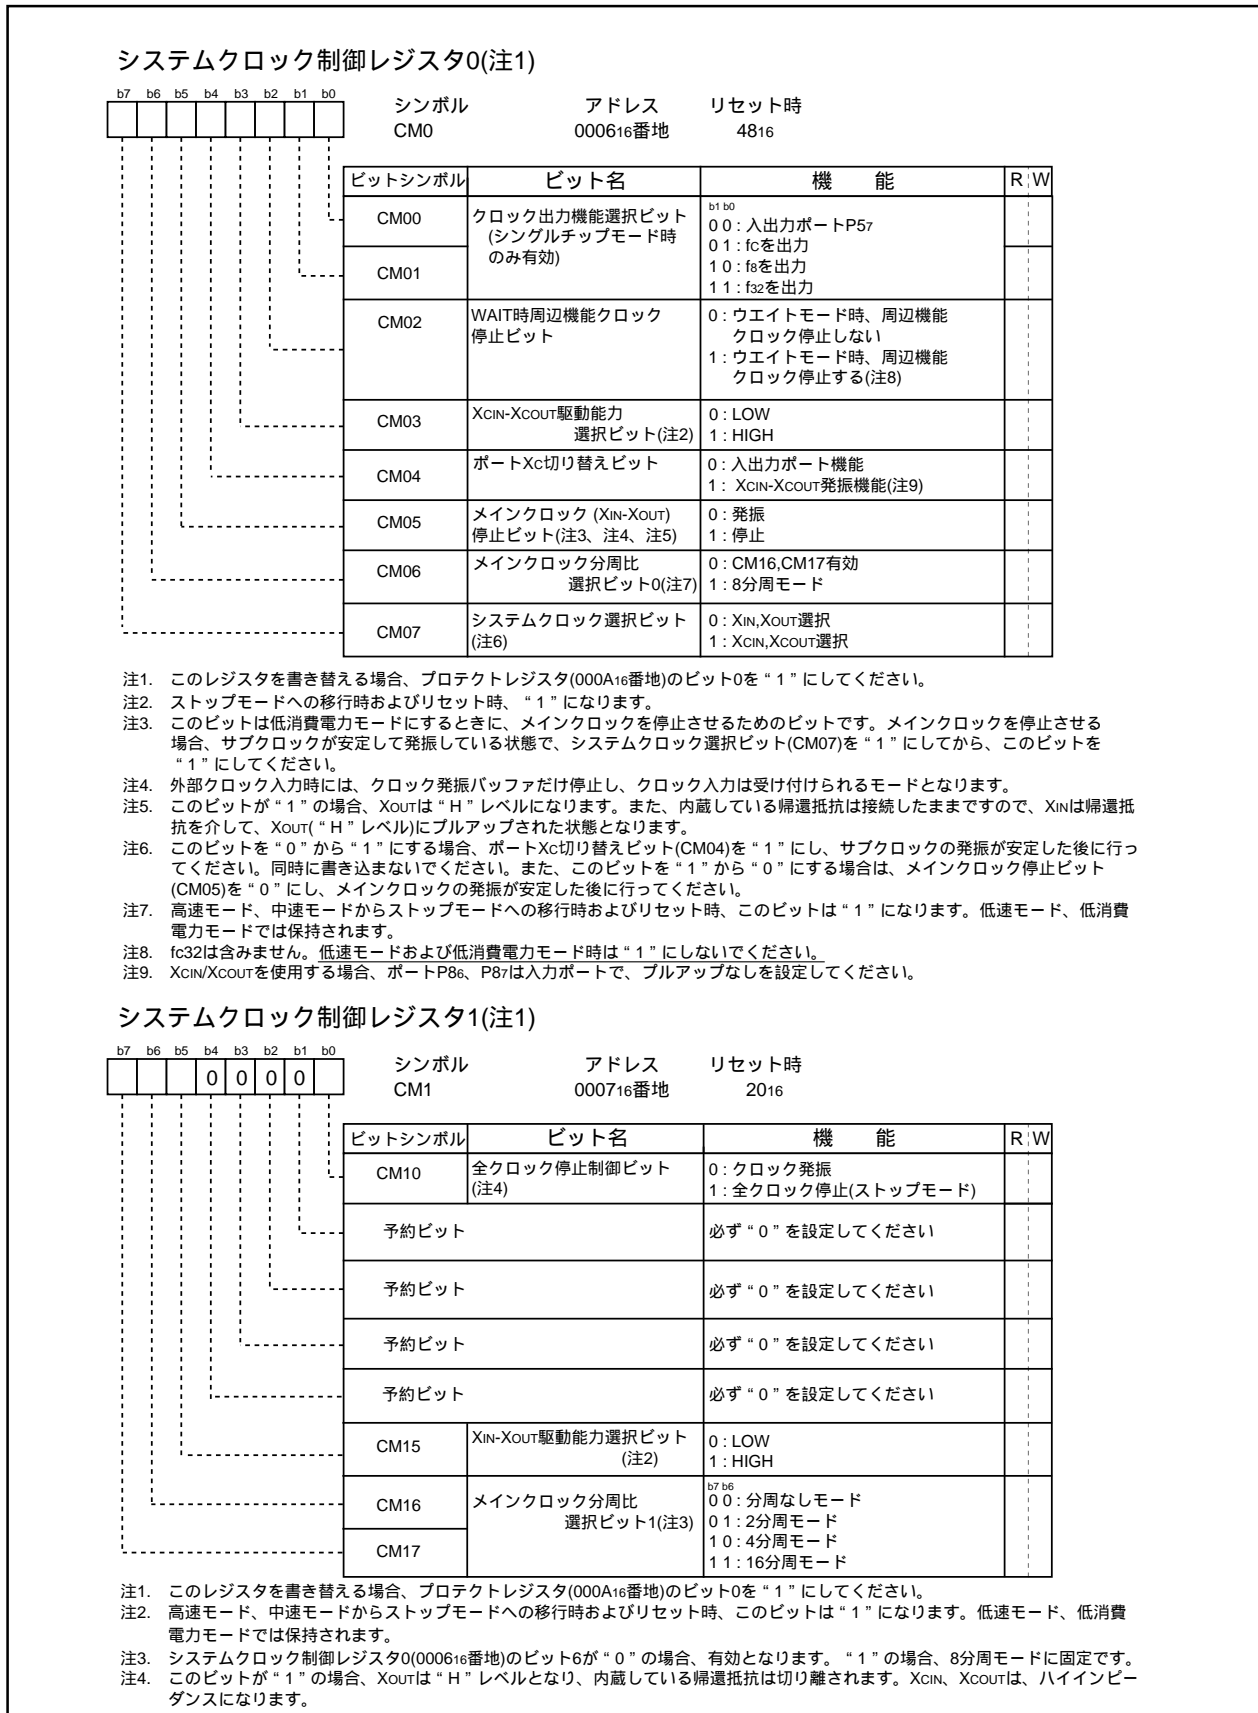 システムクロック制御レジスタ0(注1)
b7 b6 b5 b4 b3 b2 b1 b0
シンボル アドレス リセット時
CM0 000616番地 4816
ビットシンボル ビット名 機 能 R W
CM00 クロック出力機能選択ビット
(シングルチップモード時
のみ有効)
b1 b0
0 0 : 入出力ポートP57
0 1 : fCを出力
CM01
1 0 : f8を出力
1 1 : f32を出力
CM02 WAIT時周辺機能クロック
停止ビット
0 : ウエイトモード時、周辺機能
クロック停止しない
1 : ウエイトモード時、周辺機能
クロック停止する(注8)
CM03 XCIN-XCOUT駆動能力
選択ビット(注2)
0 : LOW
1 : HIGH
CM04 ポートXC切り替えビット
0 : 入出力ポート機能
1 : XCIN-XCOUT発振機能(注9)
CM05 メインクロック (XIN-XOUT)
停止ビット(注3、注4、注5)
0 : 発振
1 : 停止
CM06 メインクロック分周比
選択ビット0(注7)
0 : CM16,CM17有効
1 : 8分周モード
CM07 システムクロック選択ビット
(注6)
0 : XIN,XOUT選択
1 : XCIN,XCOUT選択
注1. このレジスタを書き替える場合、プロテクトレジスタ(000A16番地)のビット0を“1”にしてください。
注2. ストップモードへの移行時およびリセット時、“1”になります。
注3. このビットは低消費電力モードにするときに、メインクロックを停止させるためのビットです。メインクロックを停止させる
場合、サブクロックが安定して発振している状態で、システムクロック選択ビット(CM07)を“1”にしてから、このビットを
“1”にしてください。
注4. 外部クロック入力時には、クロック発振バッファだけ停止し、クロック入力は受け付けられるモードとなります。
注5. このビットが“1”の場合、XOUTは“H”レベルになります。また、内蔵している帰還抵抗は接続したままですので、XINは帰還抵
抗を介して、XOUT(“H”レベル)にプルアップされた状態となります。
注6. このビットを“0”から“1”にする場合、ポートXC切り替えビット(CM04)を“1”にし、サブクロックの発振が安定した後に行っ
てください。同時に書き込まないでください。また、このビットを“1”から“0”にする場合は、メインクロック停止ビット
(CM05)を“0”にし、メインクロックの発振が安定した後に行ってください。
注7. 高速モード、中速モードからストップモードへの移行時およびリセット時、このビットは“1”になります。低速モード、低消費
電力モードでは保持されます。
注8. fc32は含みません。低速モードおよび低消費電力モード時は“1”にしないでください。
注9. XCIN/XCOUTを使用する場合、ポートP86、P87は入力ポートで、プルアップなしを設定してください。
システムクロック制御レジスタ1(注1)
b7 b6 b5 b4 b3 b2 b1 b0
0 0 0 0
シンボル アドレス リセット時
CM1 000716番地 2016
ビットシンボル ビット名 機 能 R W
CM10 全クロック停止制御ビット
(注4)
0 : クロック発振
1 : 全クロック停止(ストップモード)
予約ビット 必ず“0”を設定してください
予約ビット 必ず“0”を設定してください
予約ビット 必ず“0”を設定してください
予約ビット 必ず“0”を設定してください
CM15 XIN-XOUT駆動能力選択ビット
(注2)
0 : LOW
1 : HIGH
CM16 メインクロック分周比
選択ビット1(注3)
b7 b6
0 0 : 分周なしモード
0 1 : 2分周モード
CM17
1 0 : 4分周モード
1 1 : 16分周モード
注1. このレジスタを書き替える場合、プロテクトレジスタ(000A16番地)のビット0を“1”にしてください。
注2. 高速モード、中速モードからストップモードへの移行時およびリセット時、このビットは“1”になります。低速モード、低消費
電力モードでは保持されます。
注3. システムクロック制御レジスタ0(000616番地)のビット6が“0”の場合、有効となります。“1”の場合、8分周モードに固定です。
注4. このビットが“1”の場合、XOUTは“H”レベルとなり、内蔵している帰還抵抗は切り離されます。XCIN、XCOUTは、ハイインピー
ダンスになります。